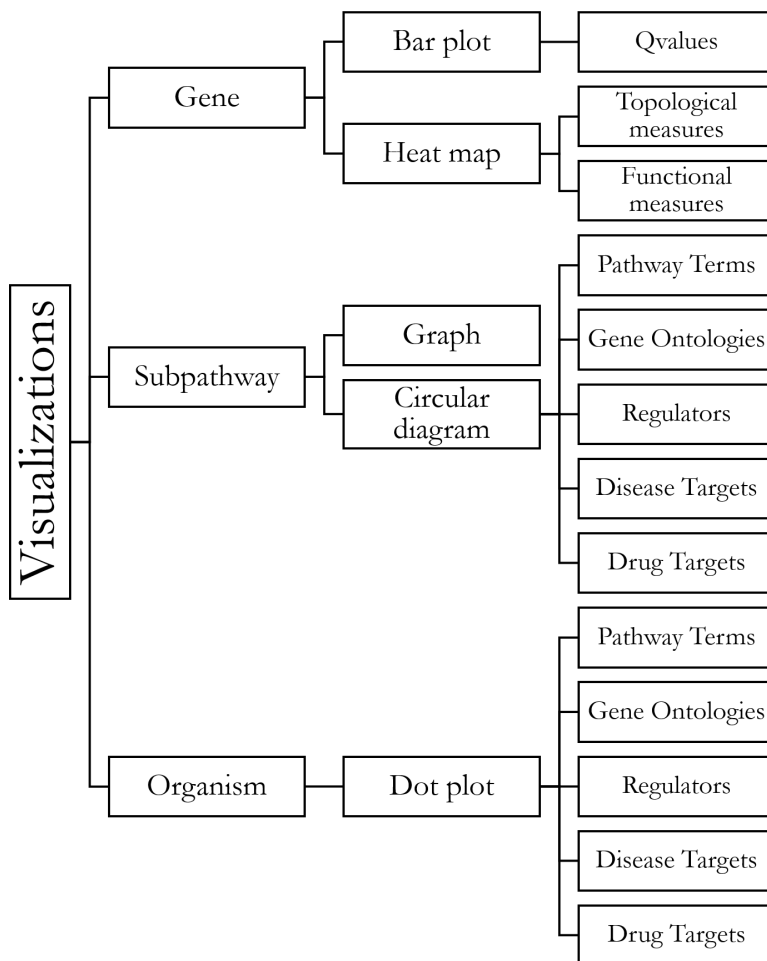 Visualizations
Gene
Bar plot
Qvalues
Heat map
Topological
measures
Functional
measures
Subpathway
Graph
Circular
diagram
Pathway Terms
Gene Ontologies
Regulators
Disease Targets
Drug Targets
Organism
Dot plot
Pathway Terms
Gene Ontologies
Regulators
Disease Targets
Drug Targets